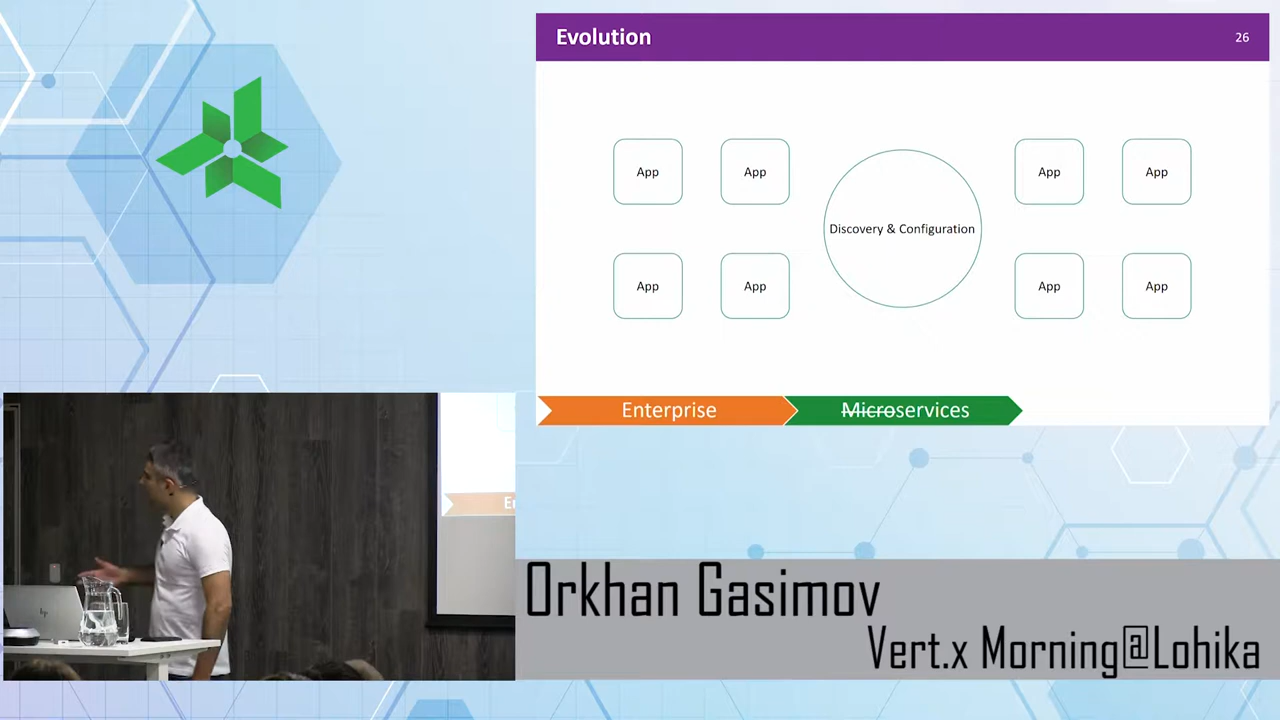 Evolution
26
App
App
App
App
Discovery & Configuration
App
App
App
App
Enterprise
Microservices
hp
Orkhan Gasimov
Vert.x Morning@Lohika